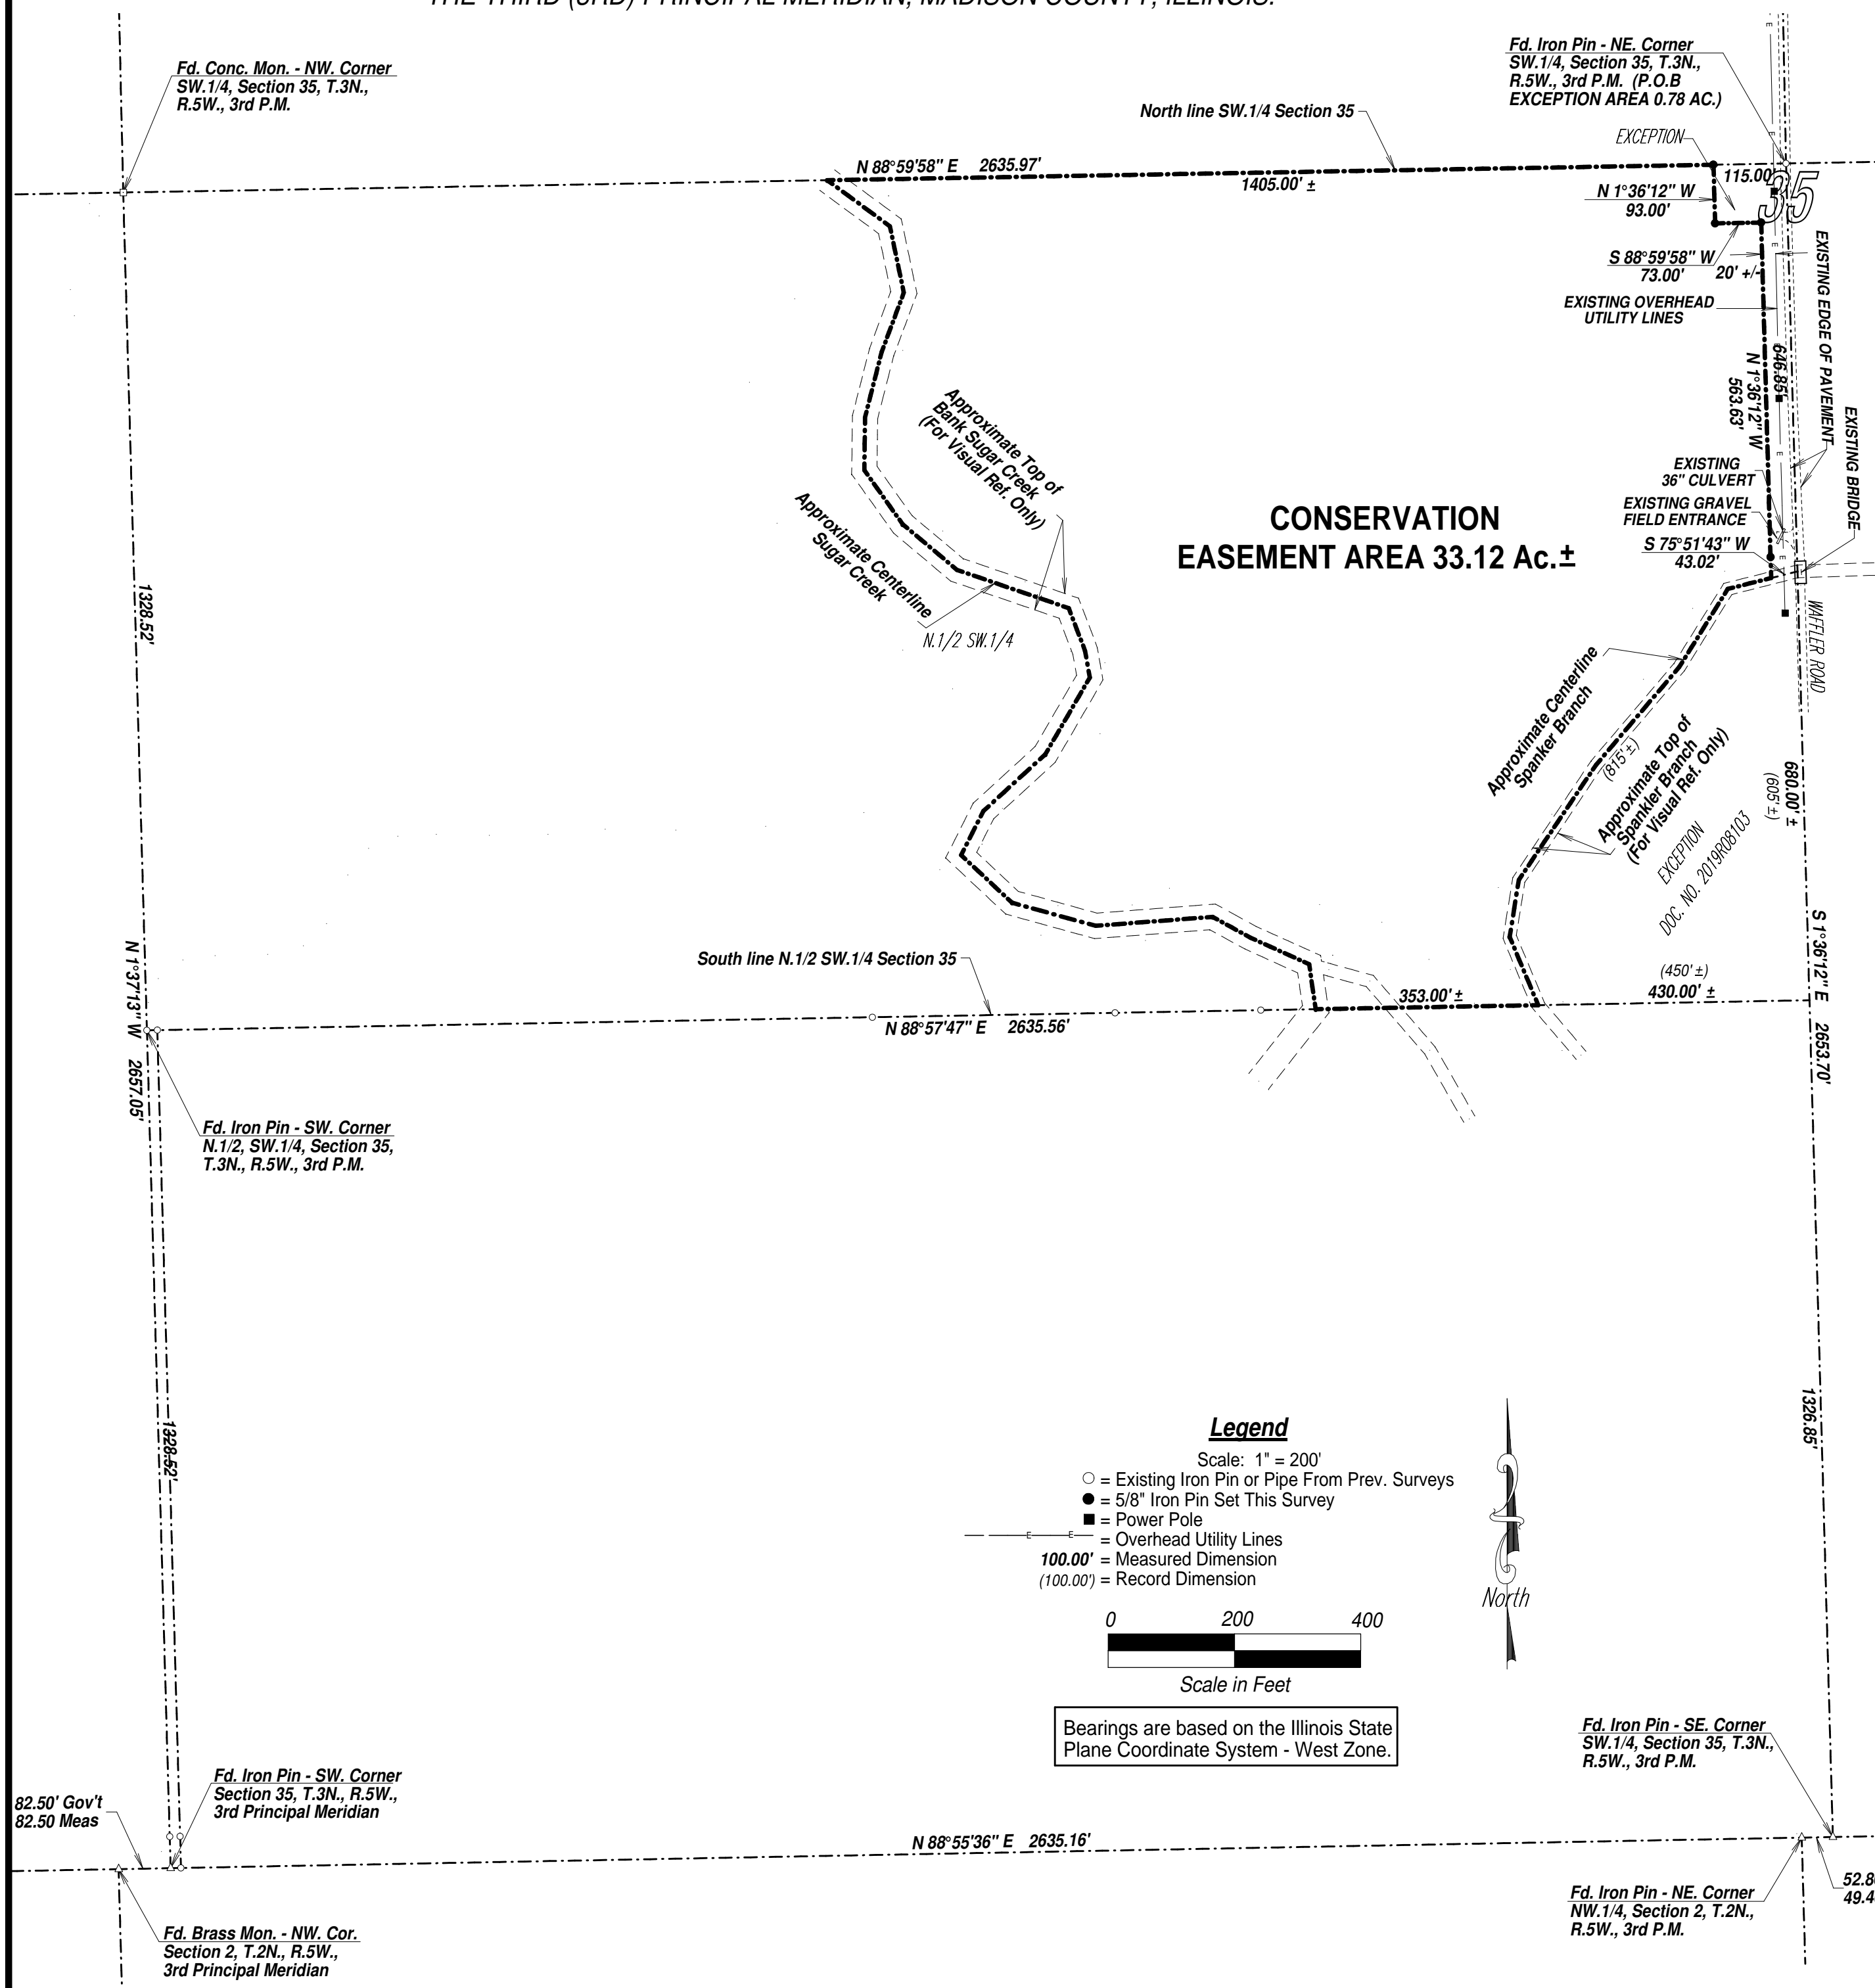 THE THIRD (3RD) PRINCIPAL MERIDIAN, MADISON COUNTY, ILLINOIS.
Fd. Conc. Mon. - NW. Corner
SW.1/4, Section 35, T.3N.,
R.5W., 3rd P.M.
Fd. Iron Pin - NE. Corner
SW.1/4, Section 35, T.3N.,
R.5W., 3rd P.M. (P.O.B
EXCEPTION AREA 0.78 AC.)
E
North line SW.1/4 Section 35
EXCEPTION
E
N 88°59'58" E 2635.97'
1405.00' ±
115.00'
35
N 1°36'12" W
93.00'
S 88°59'58" W
73.00'
20' +/-
E
EXISTING OVERHEAD
UTILITY LINES
EXISTING EDGE OF PAVEMENT
646.85'
N 1°36'12" W
563.63'
E
EXISTING BRIDGE
EXISTING
36" CULVERT
EXISTING GRAVEL
FIELD ENTRANCE
S 75°51'43" W
43.02'
E
E
WAFFLER ROAD
Approximate Top of
Bank Sugar Creek
(For Visual Ref. Only)
Approximate Centerline
Sugar Creek
N.1/2 SW.1/4
CONSERVATION
EASEMENT AREA 33.12 Ac.±
1328.52'
Approximate Centerline
Spanker Branch
(815' ±)
Approximate Top of
Spankler Branch
(For Visual Ref. Only)
680.00' ±
(605' ±)
EXCEPTION
DOC. NO. 2019R08103
South line N.1/2 SW.1/4 Section 35
N 88°57'47" E 2635.56'
353.00' ±
(450' ±)
430.00' ±
N 1°37'13" W 2657.05'
S 1°36'12" E 2653.70'
Fd. Iron Pin - SW. Corner
N.1/2, SW.1/4, Section 35,
T.3N., R.5W., 3rd P.M.
1328.52'
1326.85'
Legend
Scale: 1" = 200'
= Existing Iron Pin or Pipe From Prev. Surveys
= 5/8" Iron Pin Set This Survey
= Power Pole
E E = Overhead Utility Lines
100.00' = Measured Dimension
(100.00') = Record Dimension
North
0 200 400
Scale in Feet
Bearings are based on the Illinois State
Plane Coordinate System - West Zone.
Fd. Iron Pin - SE. Corner
SW.1/4, Section 35, T.3N.,
R.5W., 3rd P.M.
Fd. Iron Pin - SW. Corner
Section 35, T.3N., R.5W.,
3rd Principal Meridian
82.50' Gov't
82.50 Meas
N 88°55'36" E 2635.16'
Fd. Iron Pin - NE. Corner
NW.1/4, Section 2, T.2N.,
R.5W., 3rd P.M.
49.4
Fd. Brass Mon. - NW. Cor.
Section 2, T.2N., R.5W.,
3rd Principal Meridian